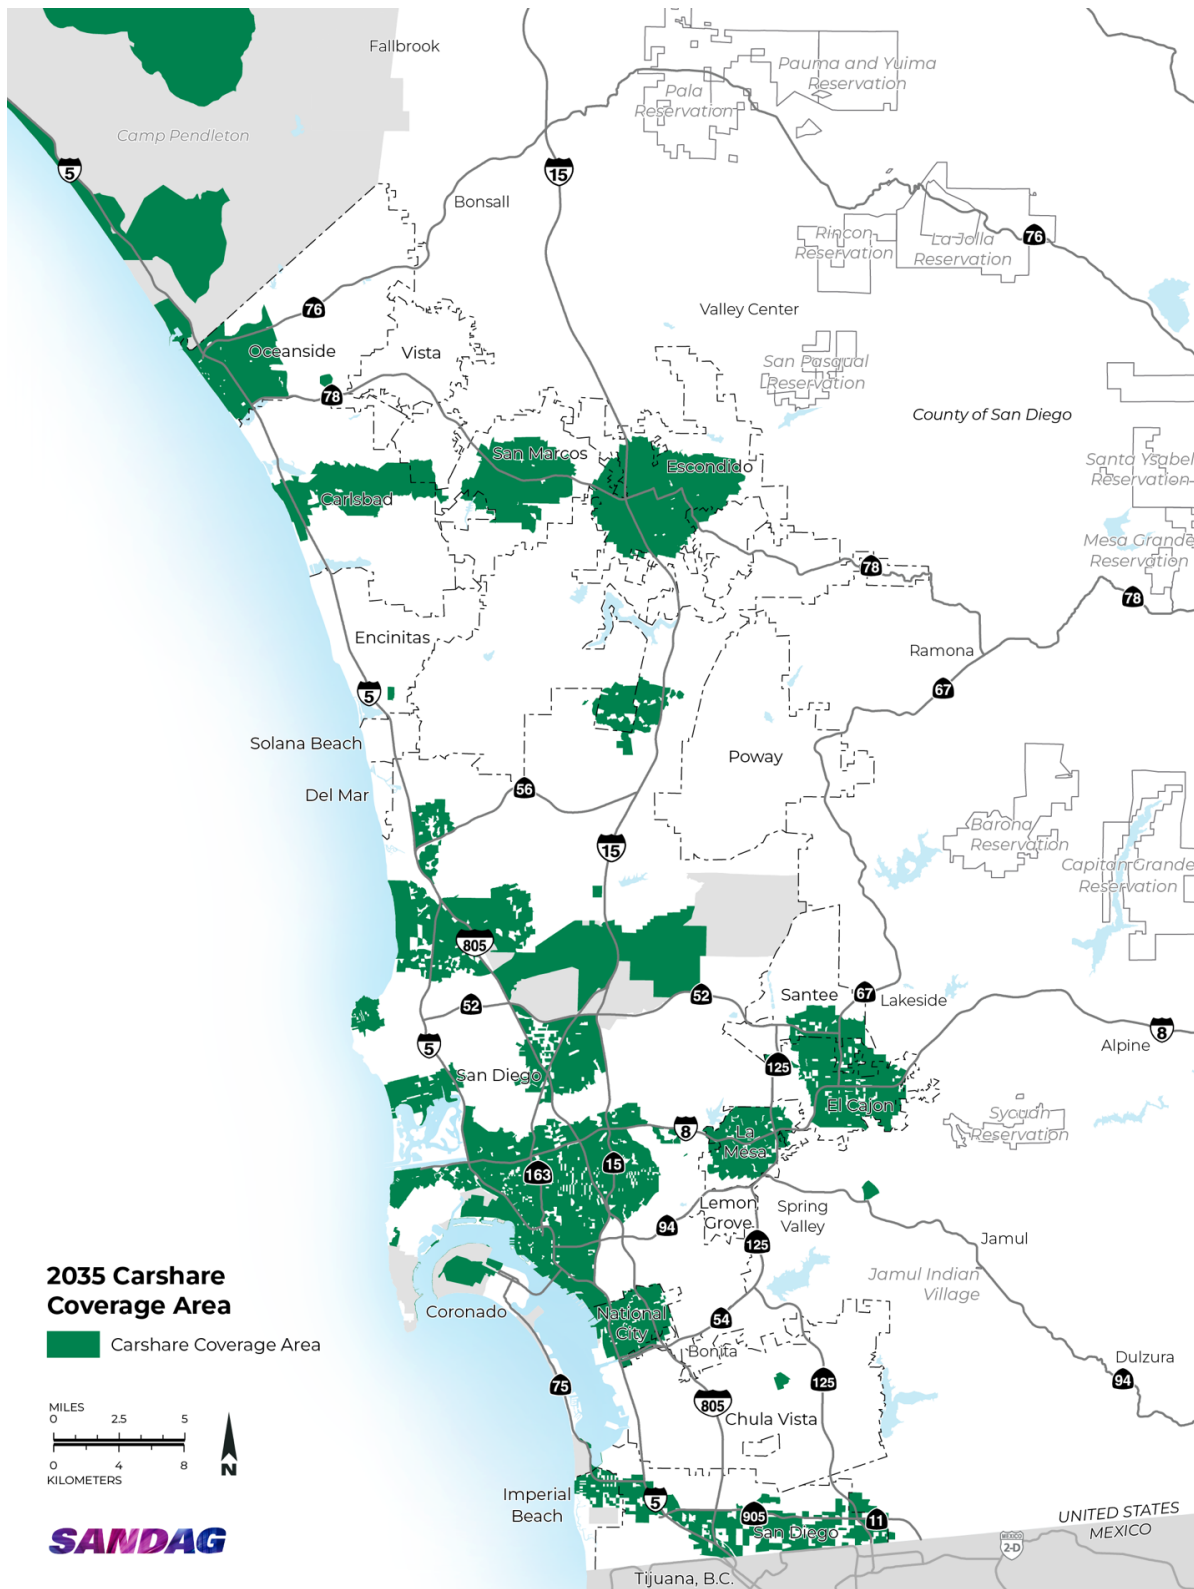 Fallbrook
Pauma and Yuima
Reservation
Pala
Reservation
Camp Pendleton
5
15
Bonsall
Rincon
Reservation
La Jolla
Reservation
76
76
Valley Center
Oceanside
Vista
San Pasqual
Reservation
78
County of San Diego
San Marcos
Escondido
Santa Ysabel
Reservation
Carlsbad
Mesa Grande
Reservation
78
78
Encinitas
Ramona
67
5
Solana Beach
Poway
Del Mar
56
15
Barona
Reservation
Capitan Grande
Reservation
805
52
52
Santee
67
Lakeside
5
8
Alpine
125
San Diego
El Cajon
Sycuan
Reservation
8
La
Mesa
163
15
Lemon
Grove
Spring
Valley
94
125
Jamul
2035 Carshare
Coverage Area
Jamul Indian
Village
Coronado
National
City
54
Carshare Coverage Area
Bonita
Dulzura
75
125
94
805
Chula Vista
MILES
0 2.5 5
0 4 8
KILOMETERS
N
Imperial
Beach
5
905
11
San Diego
UNITED STATES
MEXICO
SANDAG
MEXICO
2-D
Tijuana, B.C.